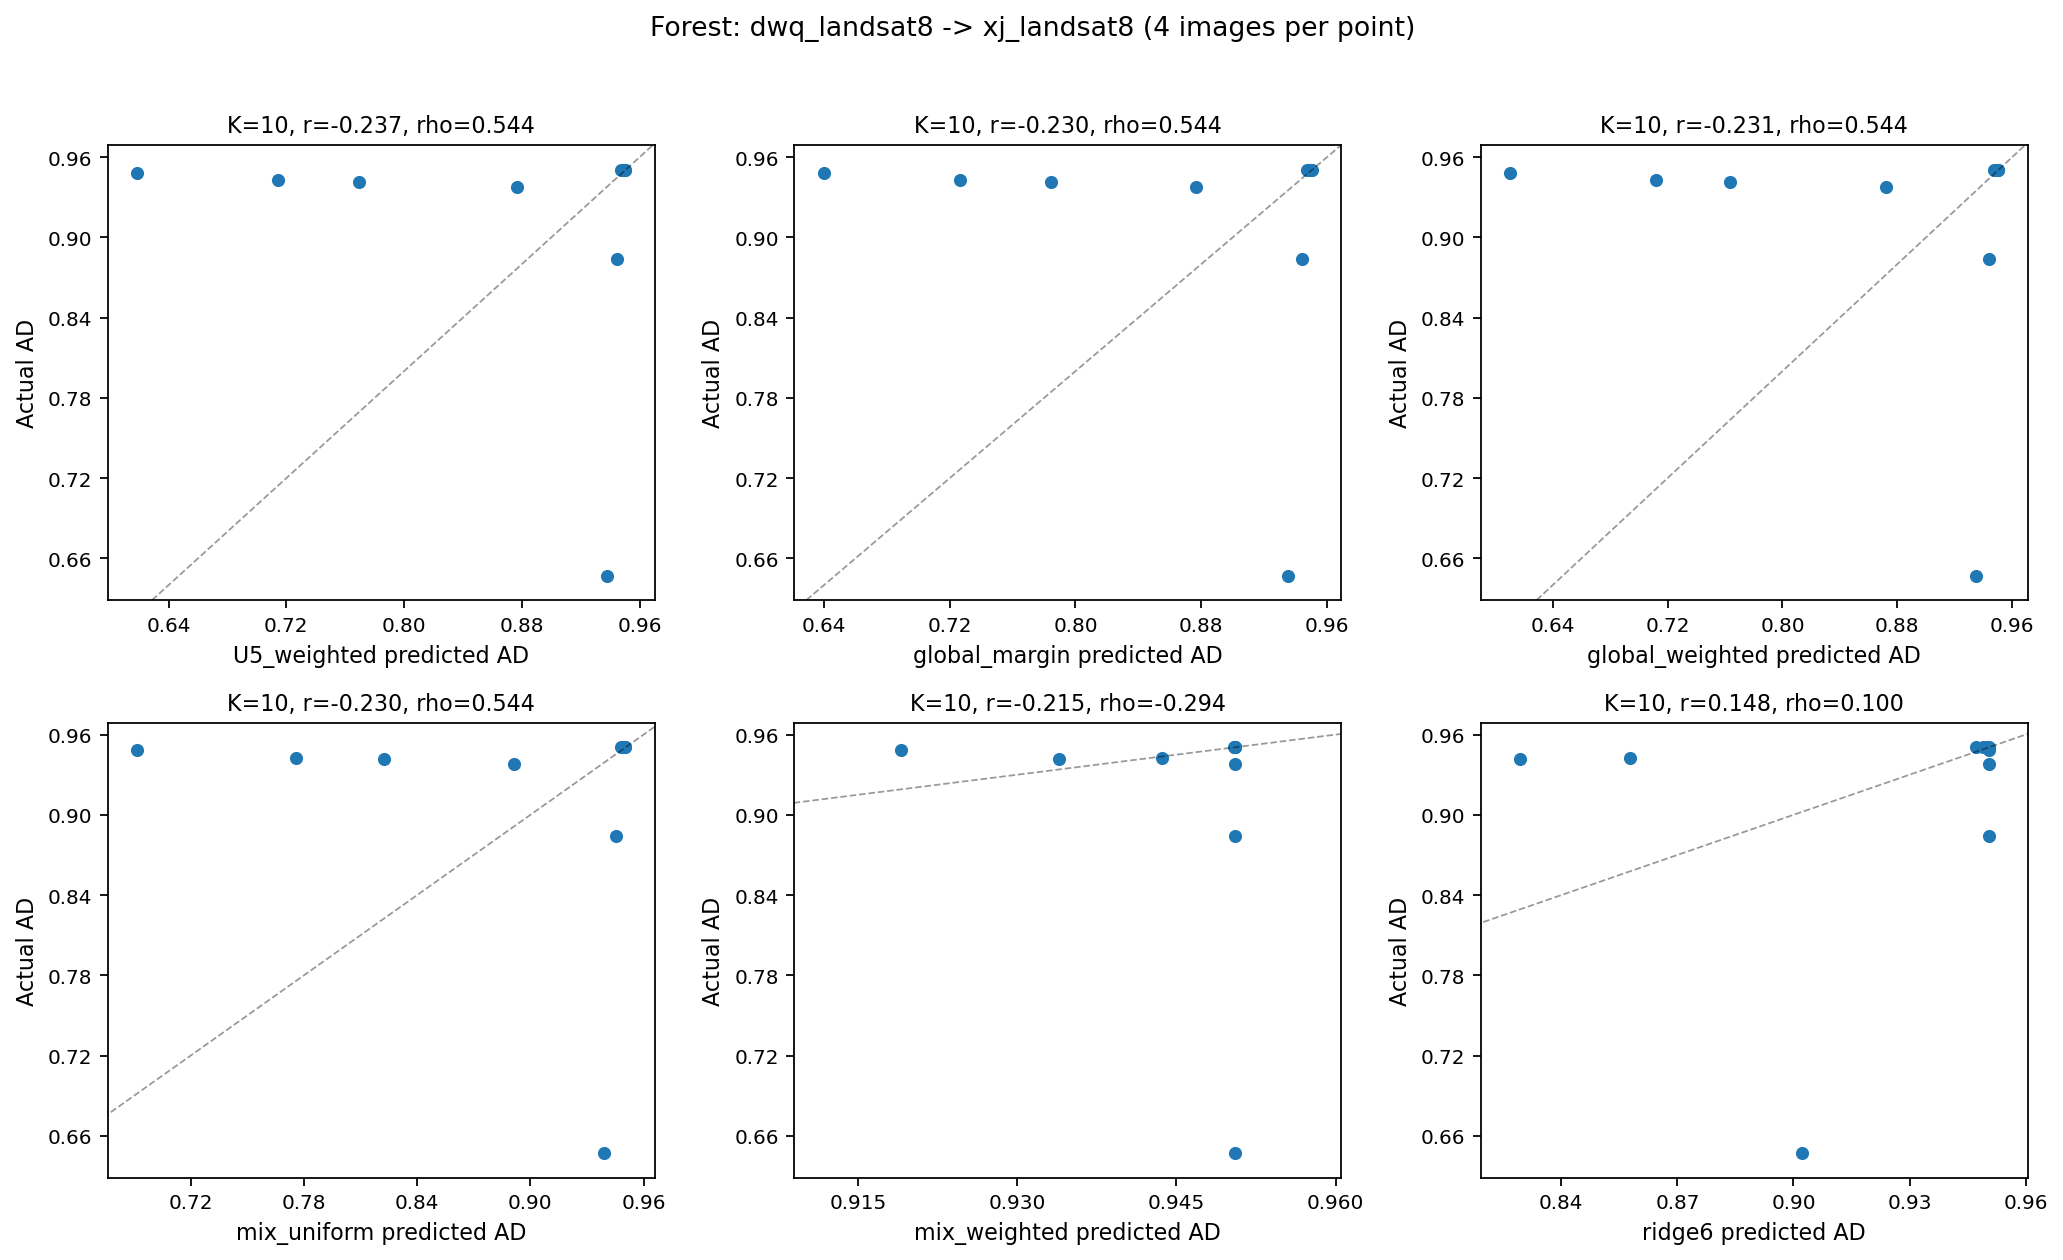 Forest: dwq_landsat8 -> xj_landsat8 (4 images per point)
K=10, r=-0.237, rho=0.544
0.96
0.90
0.84
0.78
0.72
0.66
Actual AD
0.64 0.72 0.80 0.88 0.96
U5_weighted predicted AD
K=10, r=-0.230, rho=0.544
0.96
0.90
0.84
0.78
0.72
0.66
Actual AD
0.64 0.72 0.80 0.88 0.96
global_margin predicted AD
K=10, r=-0.231, rho=0.544
0.96
0.90
0.84
0.78
0.72
0.66
Actual AD
0.64 0.72 0.80 0.88 0.96
global_weighted predicted AD
K=10, r=-0.230, rho=0.544
0.96
0.90
0.84
0.78
0.72
0.66
Actual AD
0.72 0.78 0.84 0.90 0.96
mix_uniform predicted AD
K=10, r=-0.215, rho=-0.294
0.96
0.90
0.84
0.78
0.72
0.66
Actual AD
0.915 0.930 0.945 0.960
mix_weighted predicted AD
K=10, r=0.148, rho=0.100
0.96
0.90
0.84
0.78
0.72
0.66
Actual AD
0.84 0.87 0.90 0.93 0.96
ridge6 predicted AD